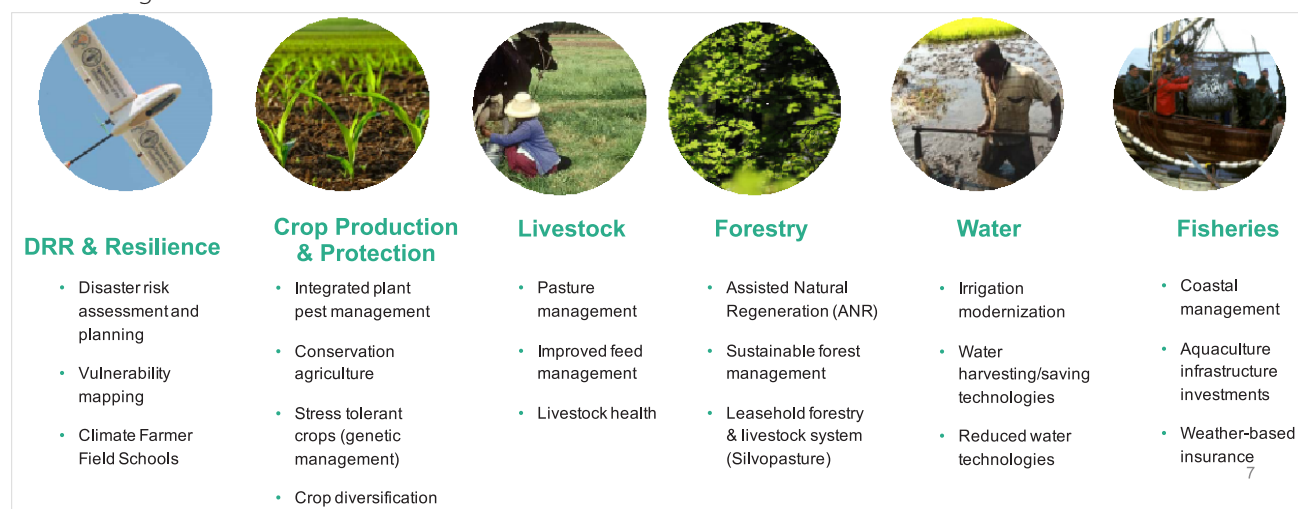 DRR & Resilience
• Disaster risk
assessment and
planning
• Vulnerability
mapping
• Climate Farmer
Field Schools
Crop Production
& Protection
• Integrated plant
pest management
• Conservation
agriculture
• Stress tolerant
crops (genetic
management)
• Crop diversification
Livestock
• Pasture
management
• Improved feed
management
• Livestock health
Forestry
• Assisted Natural
Regeneration (ANR)
• Sustainable forest
management
• Leasehold forestry
& livestock system
(Silvopasture)
Water
• Irrigation
modernization
• Water
harvesting/saving
technologies
• Reduced water
technologies
Fisheries
• Coastal
management
• Aquaculture
infrastructure
investments
• Weather-based
insurance
7